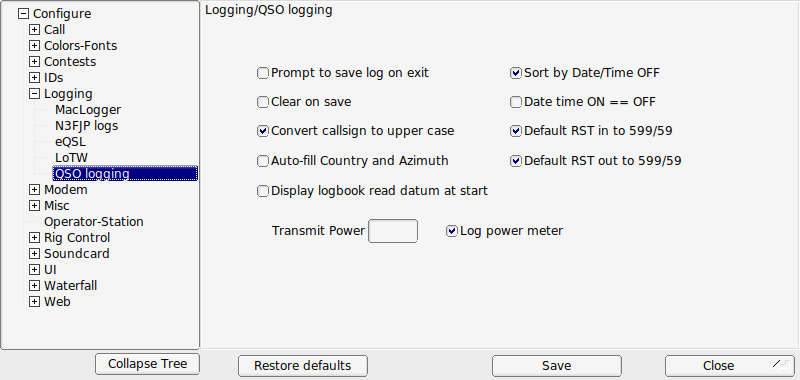 Configure
Call
Colors-Fonts
Contests
IDs
Logging
MacLogger
N3FJP logs
eQSL
LoTW
QSO logging
Modem
Misc
Operator-Station
Rig Control
Soundcard
UI
Waterfall
Web
Collapse Tree
Logging/QSO logging
Prompt to save log on exit
Sort by Date/Time OFF
Clear on save
Date time ON == OFF
Convert callsign to upper case
Default RST in to 599/59
Auto-fill Country and Azimuth
Default RST out to 599/59
Display logbook read datum at start
Transmit Power
Log power meter
Restore defaults
Save
Close